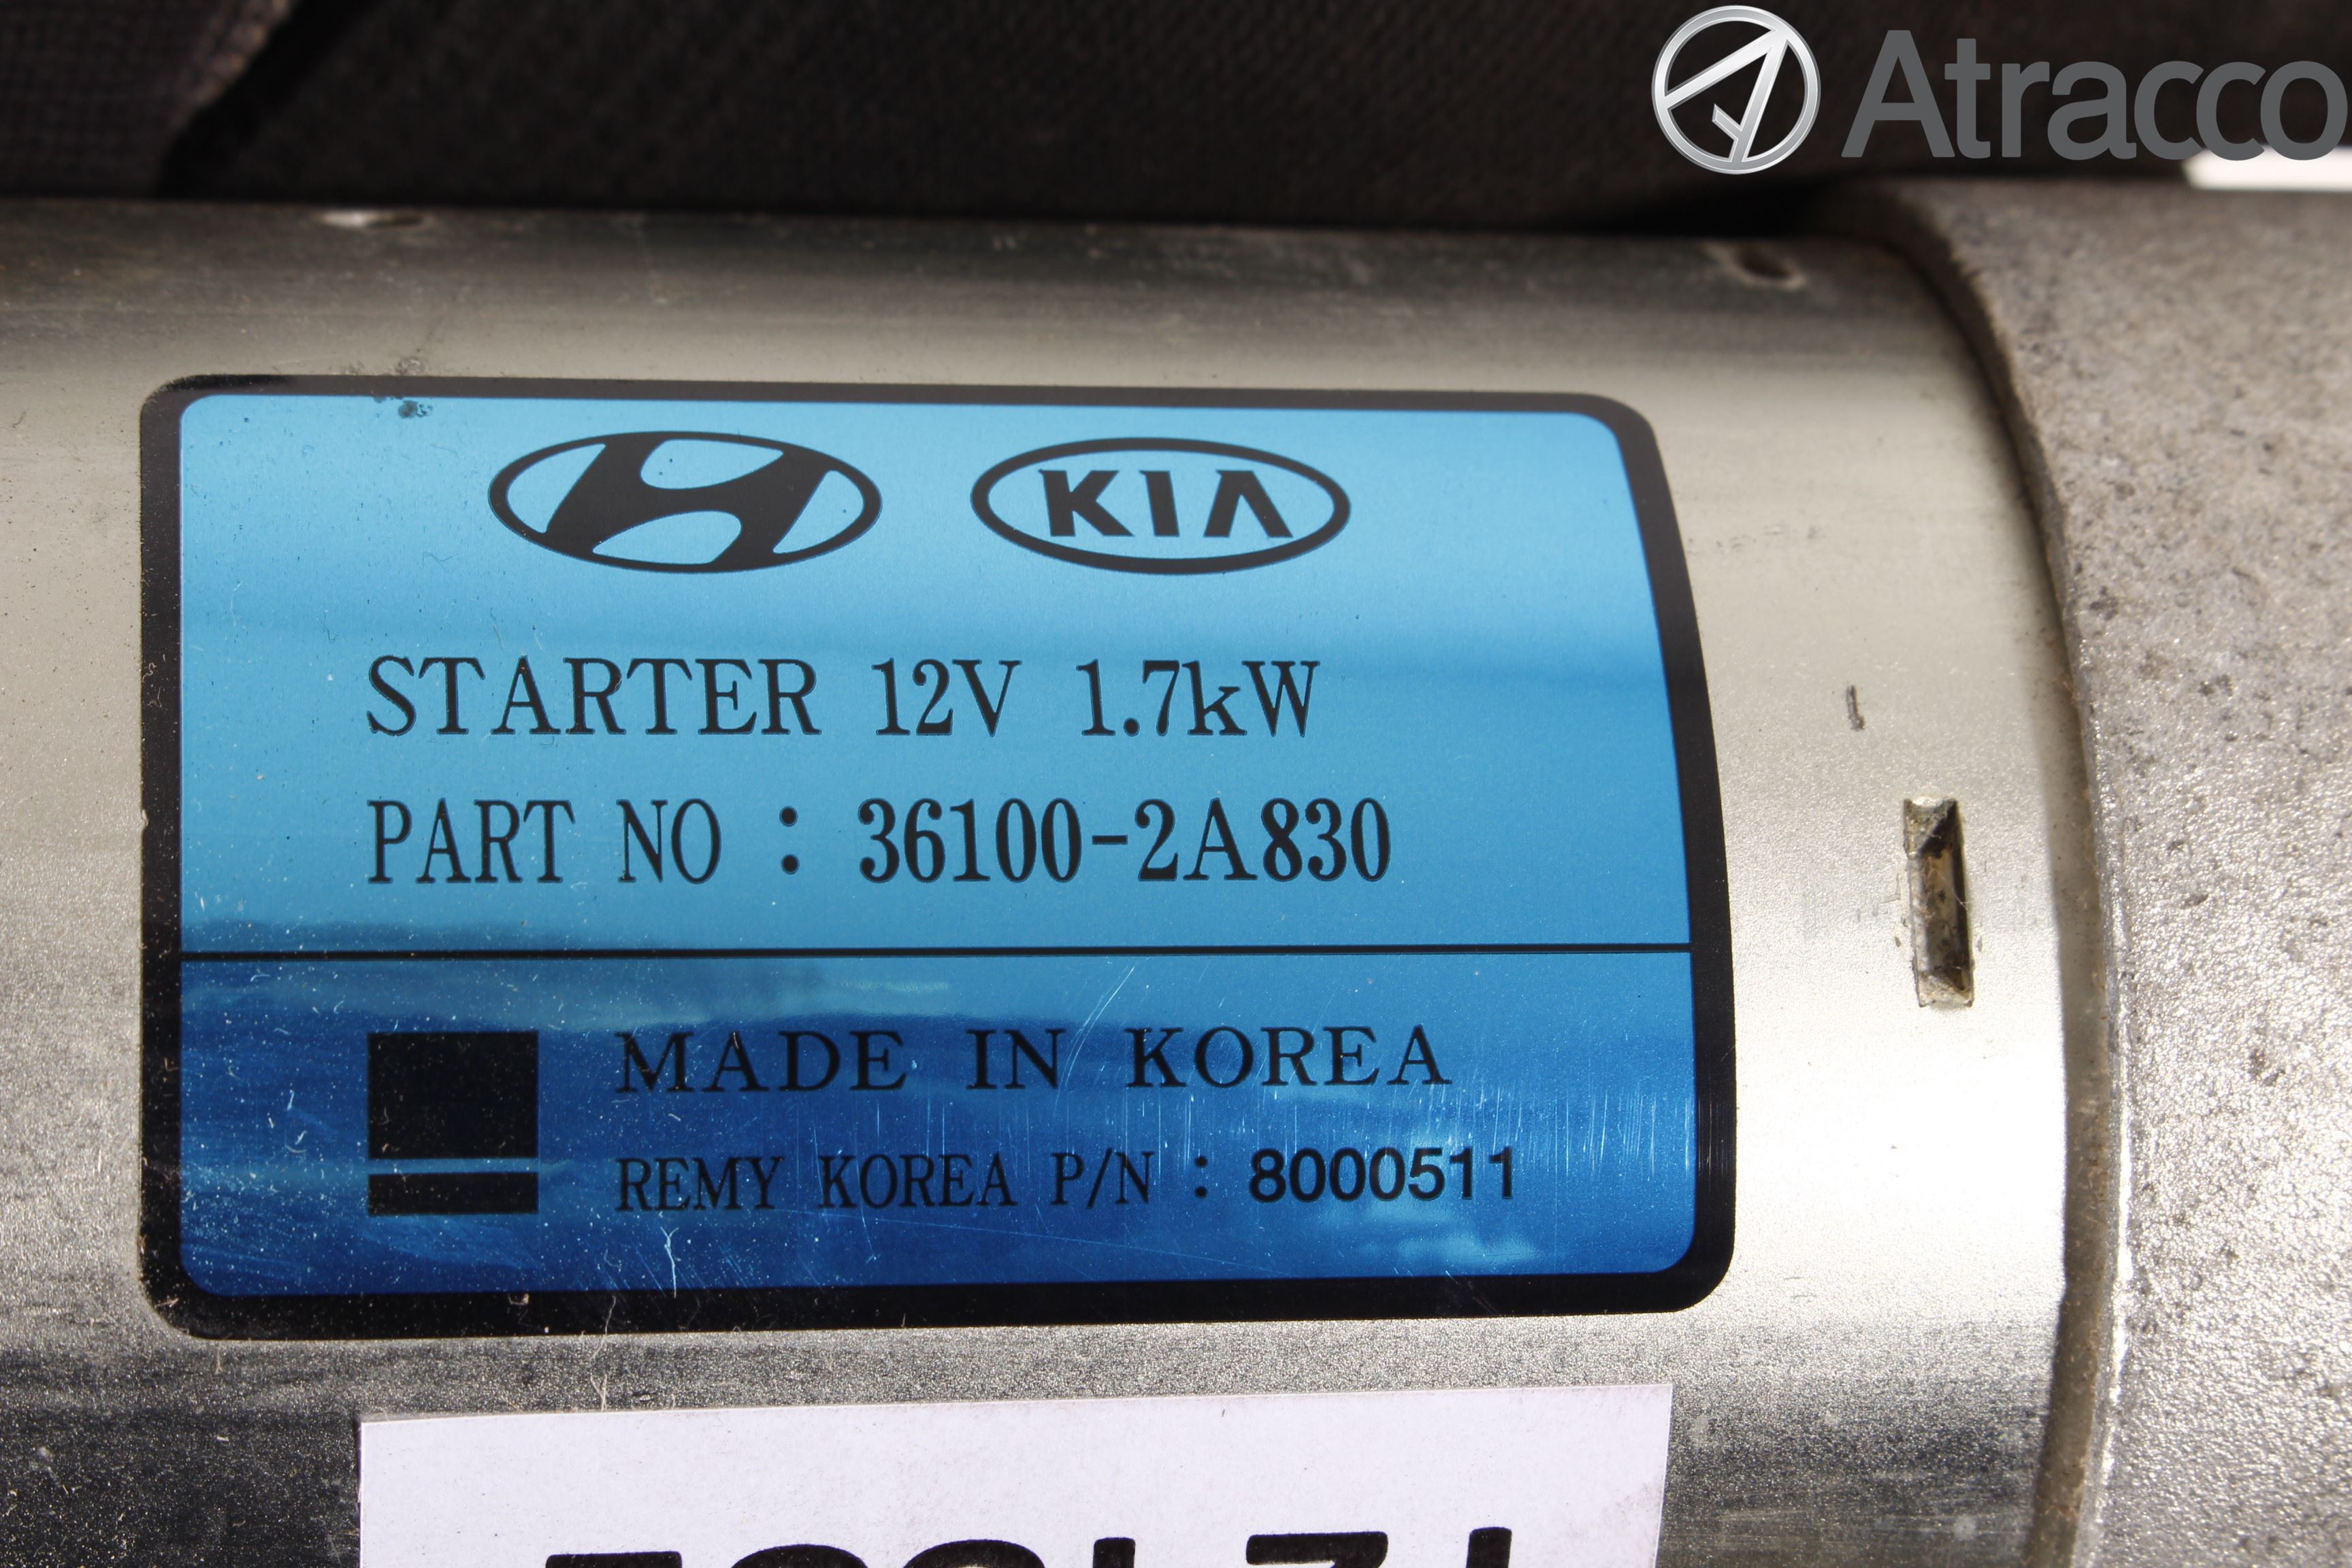 Atracco
KIA
STARTER 12V 1.7kW
PART NO : 36100-2A830
MADE IN KOREA
REMY KOREA P/N : 8000511